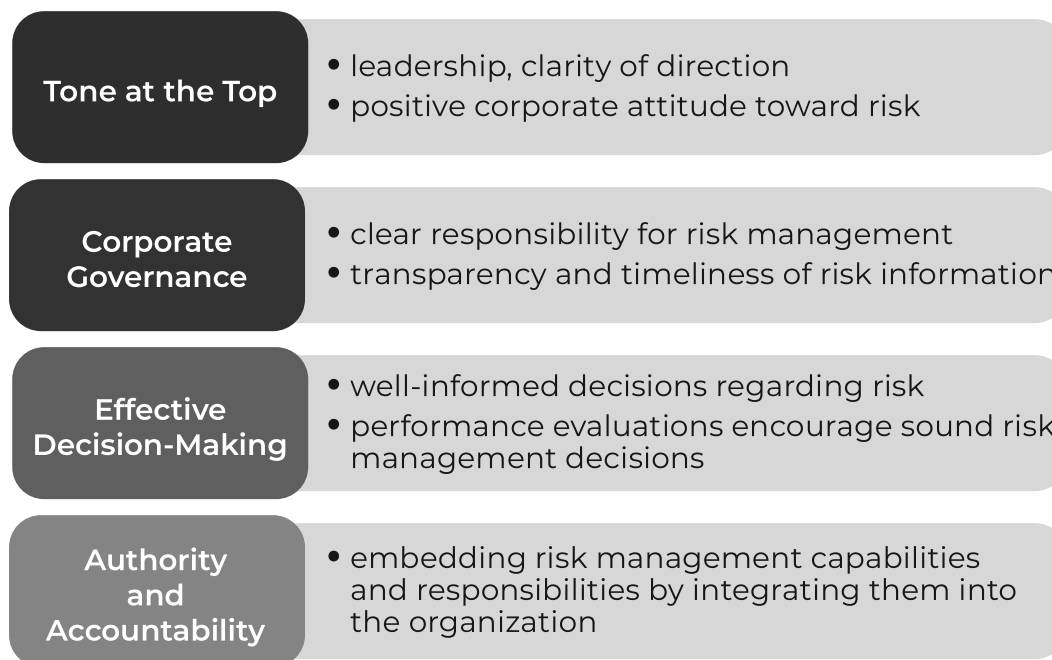 Tone at the Top
• leadership, clarity of direction
• positive corporate attitude toward risk
Corporate
Governance
• clear responsibility for risk management
• transparency and timeliness of risk information
Effective
Decision-Making
• well-informed decisions regarding risk
• performance evaluations encourage sound risk
management decisions
Authority
and
Accountability
• embedding risk management capabilities
and responsibilities by integrating them into
the organization